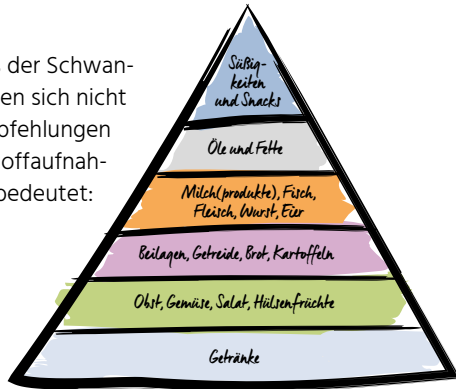 der Schwan-
en sich nicht
pfehlungen
offaufnah-
bedeutet:
Süßig-
keiten
und Snacks
Öle und Fette
Milch(produkte), Fisch,
Fleisch, Wurst, Eier
Beilagen, Getreide, Brot, Kartoffeln
Obst, Gemüse, Salat, Hülsenfrüchte
Getränke